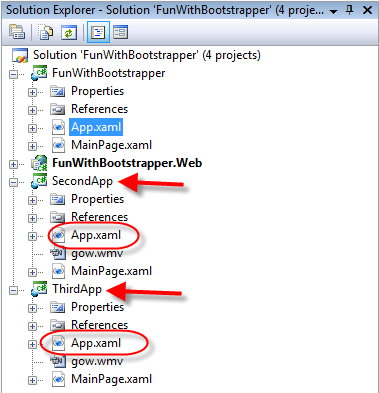 Solution Explorer - Solution 'FunWithBootstrapper' (4 proje...
Solution 'FunWithBootstrapper' (4 projects)
FunWithBootstrapper
Properties
References
App.xaml
MainPage.xaml
FunWithBootstrapper.Web
SecondApp
Properties
References
App.xaml
gow.wmv
MainPage.xaml
ThirdApp
Properties
References
App.xaml
gow.wmv
MainPage.xaml